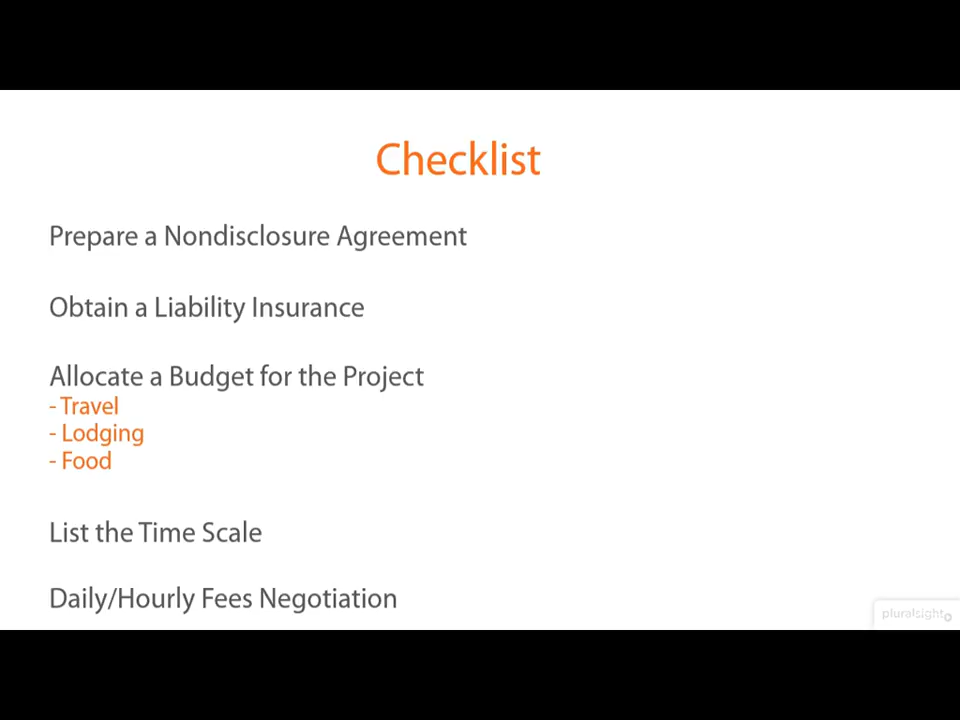 Checklist
Prepare a Nondisclosure Agreement
Obtain a Liability Insurance
Allocate a Budget for the Project
- Travel
- Lodging
- Food
List the Time Scale
Daily/Hourly Fees Negotiation
pluralsight